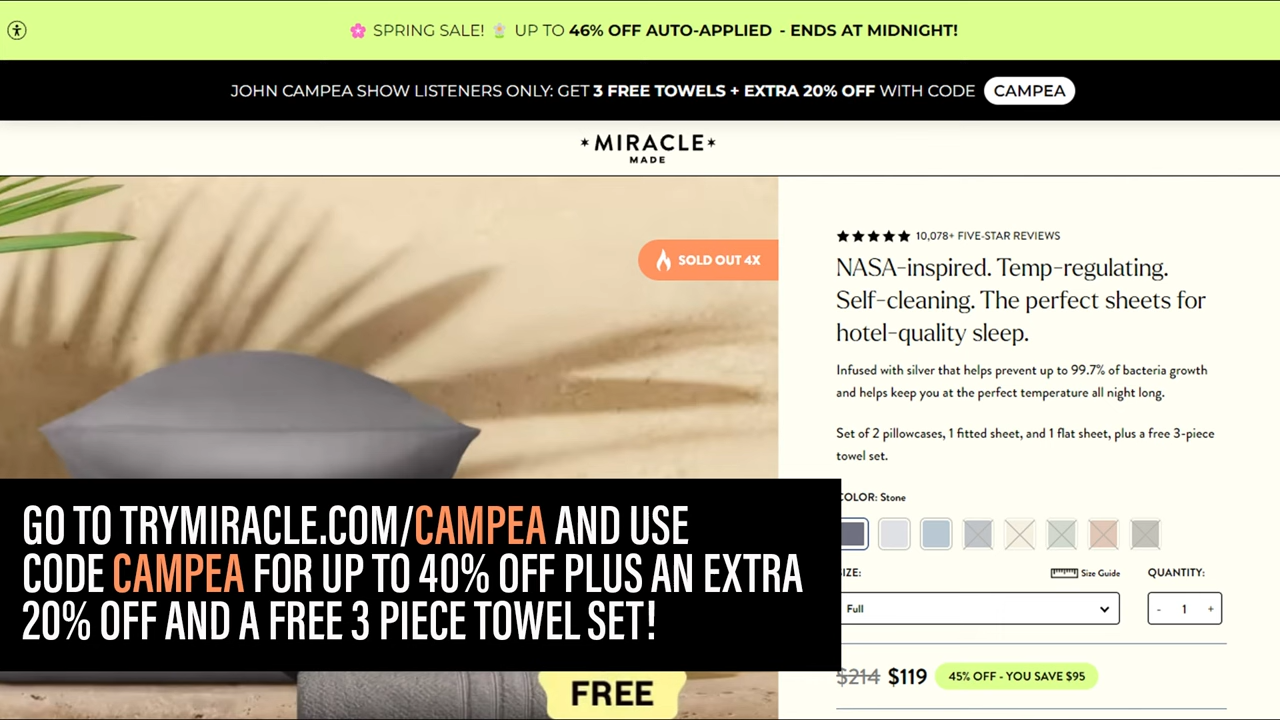 🌸 SPRING SALE! 🌷 UP TO 46% OFF AUTO-APPLIED - ENDS AT MIDNIGHT!
JOHN CAMPEA SHOW LISTENERS ONLY: GET 3 FREE TOWELS + EXTRA 20% OFF WITH CODE CAMPEA
MIRACLE
MADE
SOLD OUT 4X
10,078+ FIVE-STAR REVIEWS
NASA-inspired. Temp-regulating.
Self-cleaning. The perfect sheets for
hotel-quality sleep.
Infused with silver that helps prevent up to 99.7% of bacteria growth
and helps keep you at the perfect temperature all night long.
Set of 2 pillowcases, 1 fitted sheet, and 1 flat sheet, plus a free 3-piece
towel set.
COLOR: Stone
SIZE: Size Guide QUANTITY:
Full - 1 +
$214 $119 45% OFF - YOU SAVE $95
GO TO TRYMIRACLE.COM/CAMPEA AND USE
CODE CAMPEA FOR UP TO 40% OFF PLUS AN EXTRA
20% OFF AND A FREE 3 PIECE TOWEL SET!
FREE